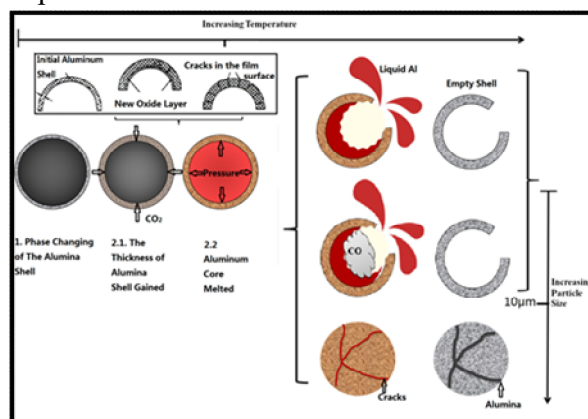 Increasing Temperature
Initial Aluminum
Shell
Cracks in the film
surface
New Oxide Layer
Liquid Al
Empty Shell
Pressure
CO₂
1. Phase Changing
of The Alumina
Shell
2.1. The
Thickness of
Alumina
Shell Gained
2.2
Aluminum
Core
Melted
CO
10μm
Increasing
Particle
Size
Cracks
Alumina